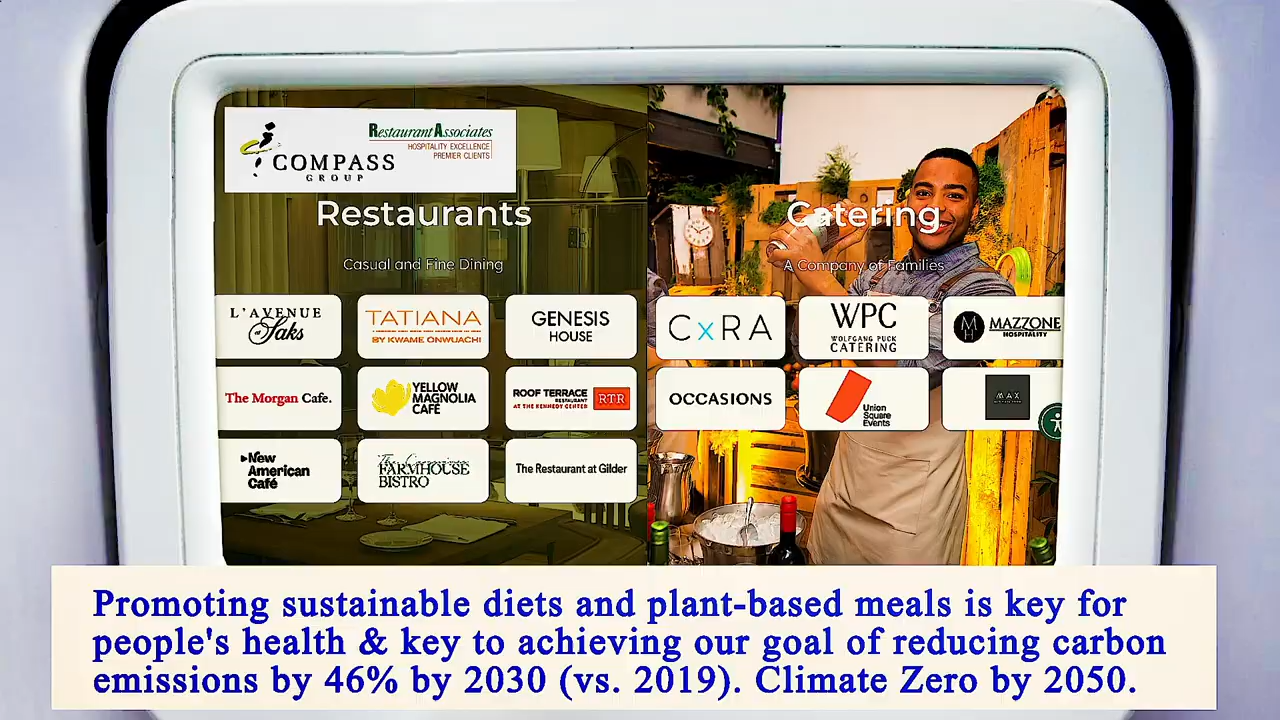 COMPASS
GROUP
Restaurant Associates
HOSPITALITY EXCELLENCE
PREMIER CLIENTS
Restaurants
Casual and Fine Dining
L'AVENUE
at Saks
TATIANA
BY KWAME ONWUACHI
GENESIS
HOUSE
The Morgan Cafe.
YELLOW
MAGNOLIA
CAFÉ
ROOF TERRACE
RESTAURANT
AT THE KENNEDY CENTER
RTR
New
American
Café
FARMHOUSE
BISTRO
The Restaurant at Gilder
Catering
A Company of Families
CxRA
WPC
WOLFGANG PUCK
CATERING
MH
MAZZONE
HOSPITALITY
OCCASIONS
Union
Square
Events
MAX
Promoting sustainable diets and plant-based meals is key for
people's health & key to achieving our goal of reducing carbon
emissions by 46% by 2030 (vs. 2019). Climate Zero by 2050.